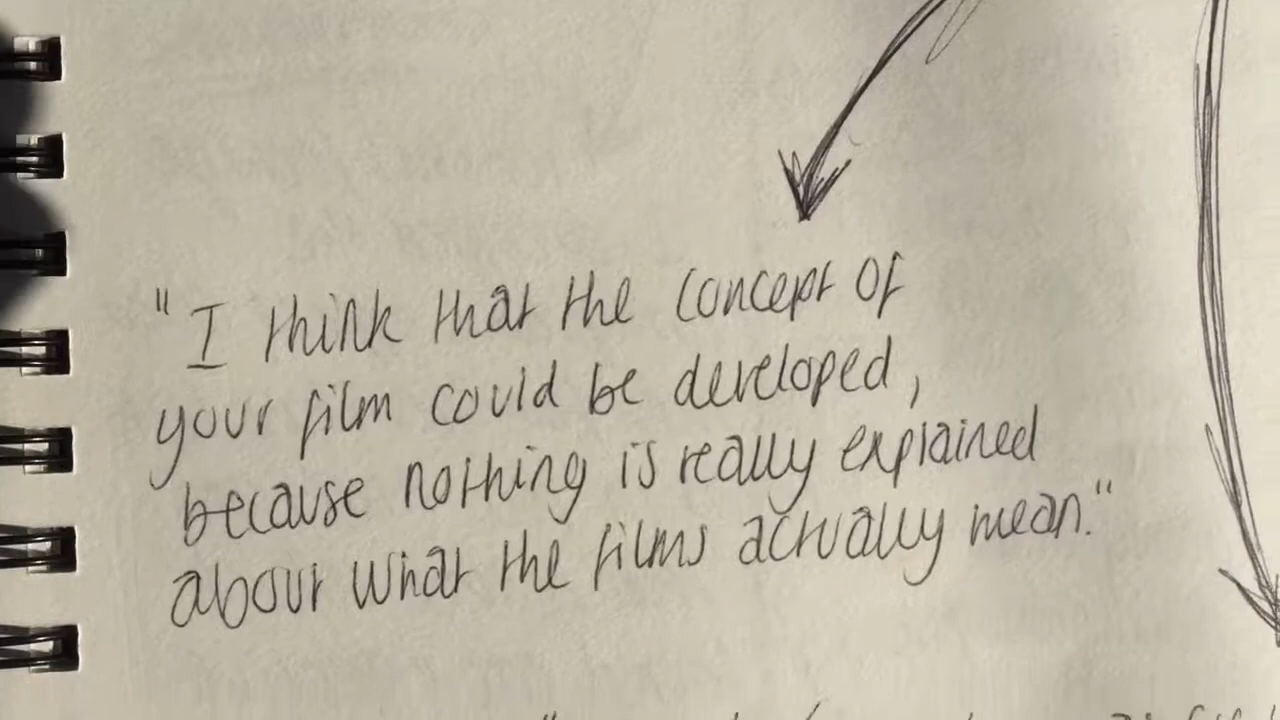 "I think that the concept of
your film could be developed,
because nothing is really explained
about what the films actually mean."